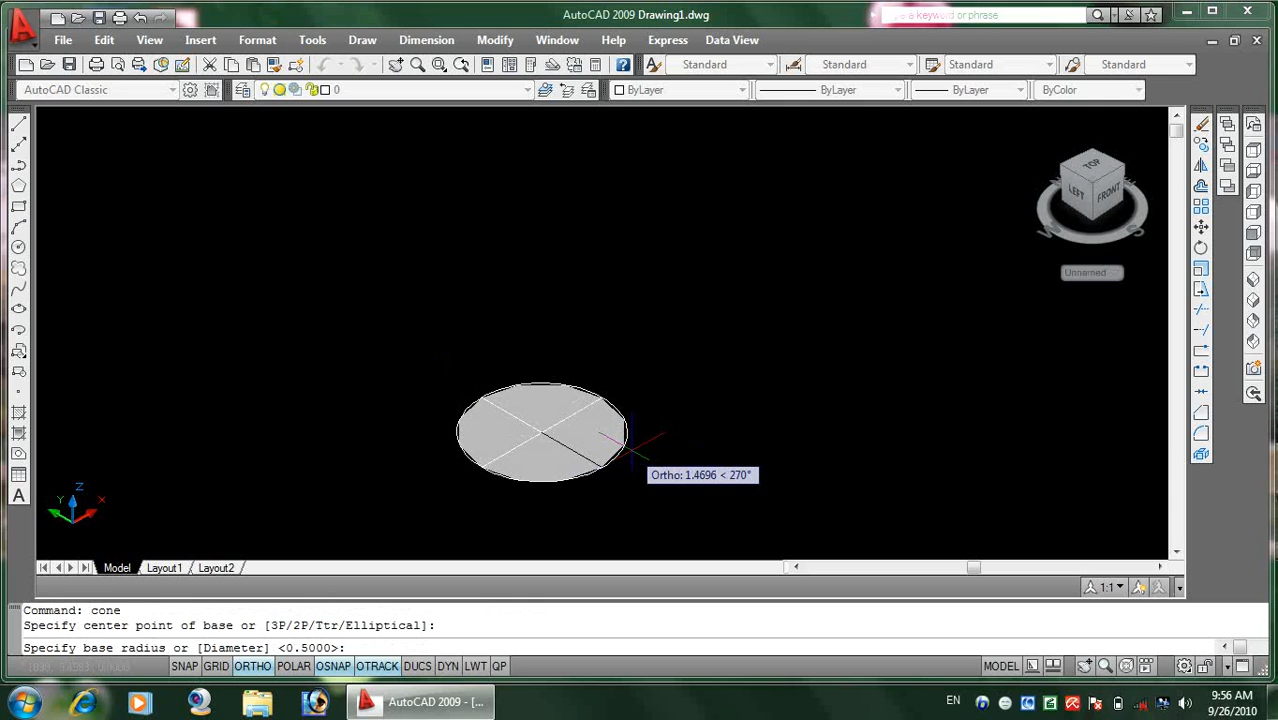 AutoCAD 2009 Drawing1.dwg
pe a keyword or phrase
File Edit View Insert Format Tools Draw Dimension Modify Window Help Express Data View
Standard Standard Standard Standard
AutoCAD Classic 0 ByLayer ByLayer ByLayer ByColor
TOP
LEFT FRONT
W S
Unnamed
Ortho: 1.4696 < 270°
Z
Y X
A
Model Layout1 Layout2
1:1
Command: cone
Specify center point of base or [3P/2P/Ttr/Elliptical]:
Specify base radius or [Diameter] <0.5000>:
SNAP GRID ORTHO POLAR OSNAP OTRACK DUCS DYN LWT QP MODEL
AutoCAD 2009 - [... EN 9:56 AM
9/26/2010